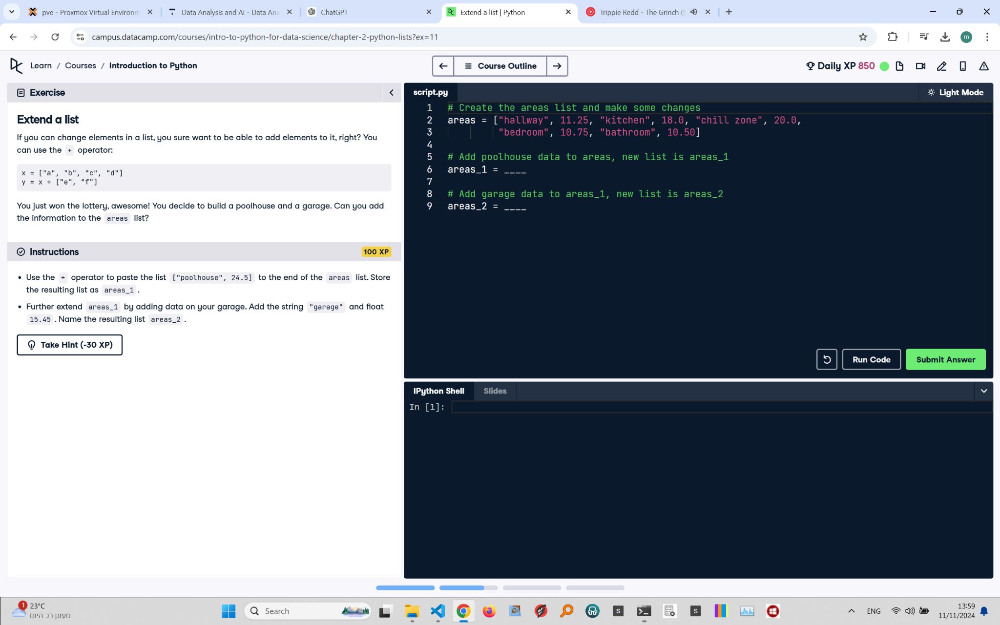 pve - Proxmox Virtual Environm
Data Analysis and AI - Data Ana
ChatGPT
Extend a list | Python
Trippie Redd - The Grinch (S
campus.datacamp.com/courses/intro-to-python-for-data-science/chapter-2-python-lists?ex=11
m
Learn / Courses / Introduction to Python
Course Outline
Daily XP 850
Exercise
Extend a list
If you can change elements in a list, you sure want to be able to add elements to it, right? You
can use the + operator:
x = ["a", "b", "c", "d"]
y = x + ["e", "f"]
You just won the lottery, awesome! You decide to build a poolhouse and a garage. Can you add
the information to the areas list?
Instructions
100 XP
• Use the + operator to paste the list ["poolhouse", 24.5] to the end of the areas list. Store
the resulting list as areas_1 .
• Further extend areas_1 by adding data on your garage. Add the string "garage" and float
15.45 . Name the resulting list areas_2 .
Take Hint (-30 XP)
script.py
Light Mode
1 # Create the areas list and make some changes
2 areas = ["hallway", 11.25, "kitchen", 18.0, "chill zone", 20.0,
3 "bedroom", 10.75, "bathroom", 10.50]
4
5 # Add poolhouse data to areas, new list is areas_1
6 areas_1 = ____
7
8 # Add garage data to areas_1, new list is areas_2
9 areas_2 = ____
Run Code
Submit Answer
IPython Shell
Slides
In [1]:
1
23°C
מעונן רב היום
Search
S
S
ENG
13:59
11/11/2024